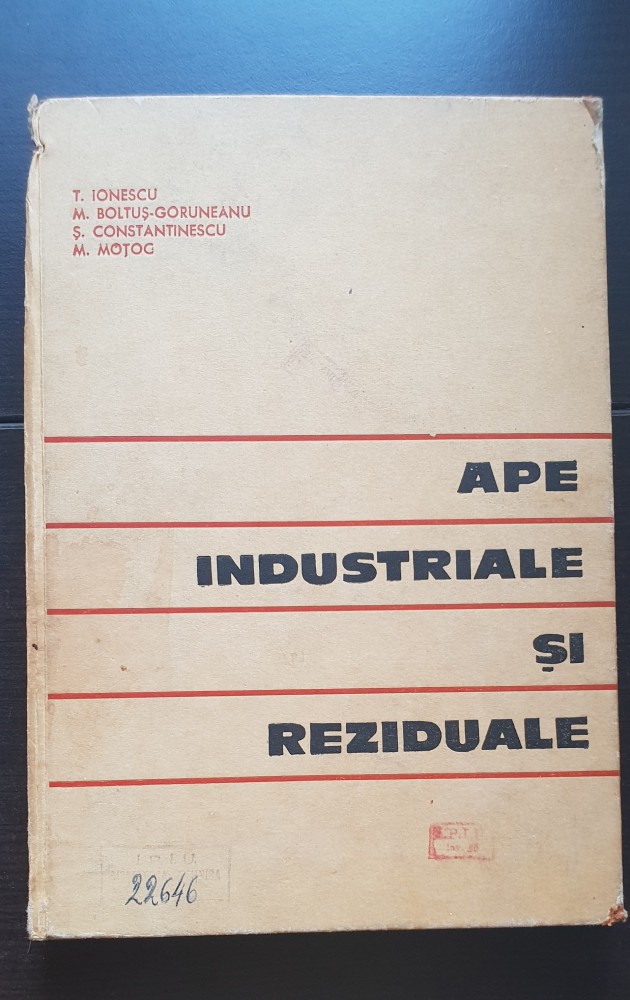 T. IONESCU
M. BOLTUȘ-GORUNEANU
Ș. CONSTANTINESCU
M. MOȚOG
APE
INDUSTRIALE
ȘI
REZIDUALE
I.P.I.U.
22646